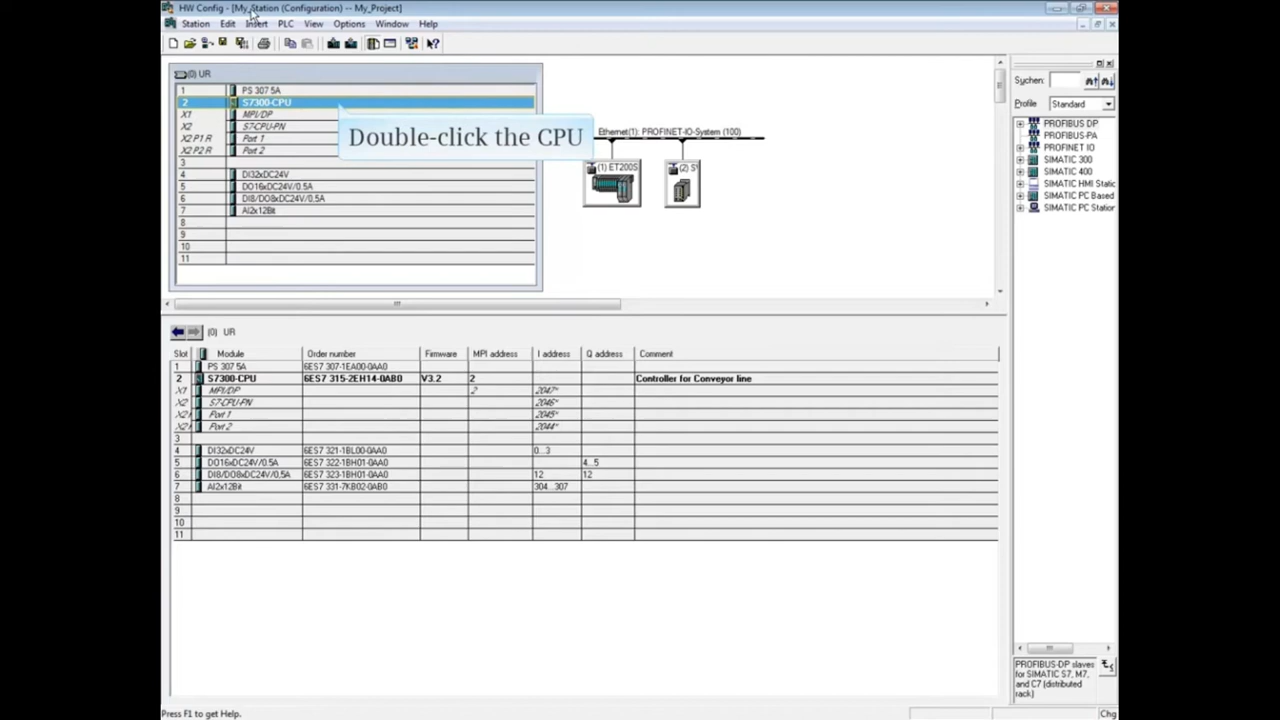 HW Config - [My_Station (Configuration) -- My_Project]
Station Edit Insert PLC View Options Window Help
(0) UR
1 PS 307 5A
2 S7300-CPU
X1 MPI/DP
X2 S7-CPU-PN
X2 P1 R Port 1
X2 P2 R Port 2
3
4 DI32xDC24V
5 DO16xDC24V/0.5A
6 DI8/DO8xDC24V/0.5A
7 AI2x12Bit
8
9
10
11
Double-click the CPU
Ethernet(1): PROFINET-IO-System (100)
(1) ET200S
(2) S
Suchen:
Profile Standard
PROFIBUS DP
PROFIBUS-PA
PROFINET IO
SIMATIC 300
SIMATIC 400
SIMATIC HMI Static
SIMATIC PC Based
SIMATIC PC Station
(0) UR
Slot Module Order number Firmware MPI address I address Q address Comment
1 PS 307 5A 6ES7 307-1EA00-0AA0
2 S7300-CPU 6ES7 315-2EH14-0AB0 V3.2 2 Controller for Conveyor line
X1 MPI/DP 2 2047*
X2 S7-CPU-PN 2046*
X2 Port 1 2045*
X2 Port 2 2044*
3
4 DI32xDC24V 6ES7 321-1BL00-0AA0 0...3
5 DO16xDC24V/0.5A 6ES7 322-1BH01-0AA0 4...5
6 DI8/DO8xDC24V/0.5A 6ES7 323-1BH01-0AA0 12 12
7 AI2x12Bit 6ES7 331-7KB02-0AB0 304...307
8
9
10
11
PROFIBUS-DP slaves
for SIMATIC S7, M7,
and C7 (distributed
rack)
Press F1 to get Help.
Chg